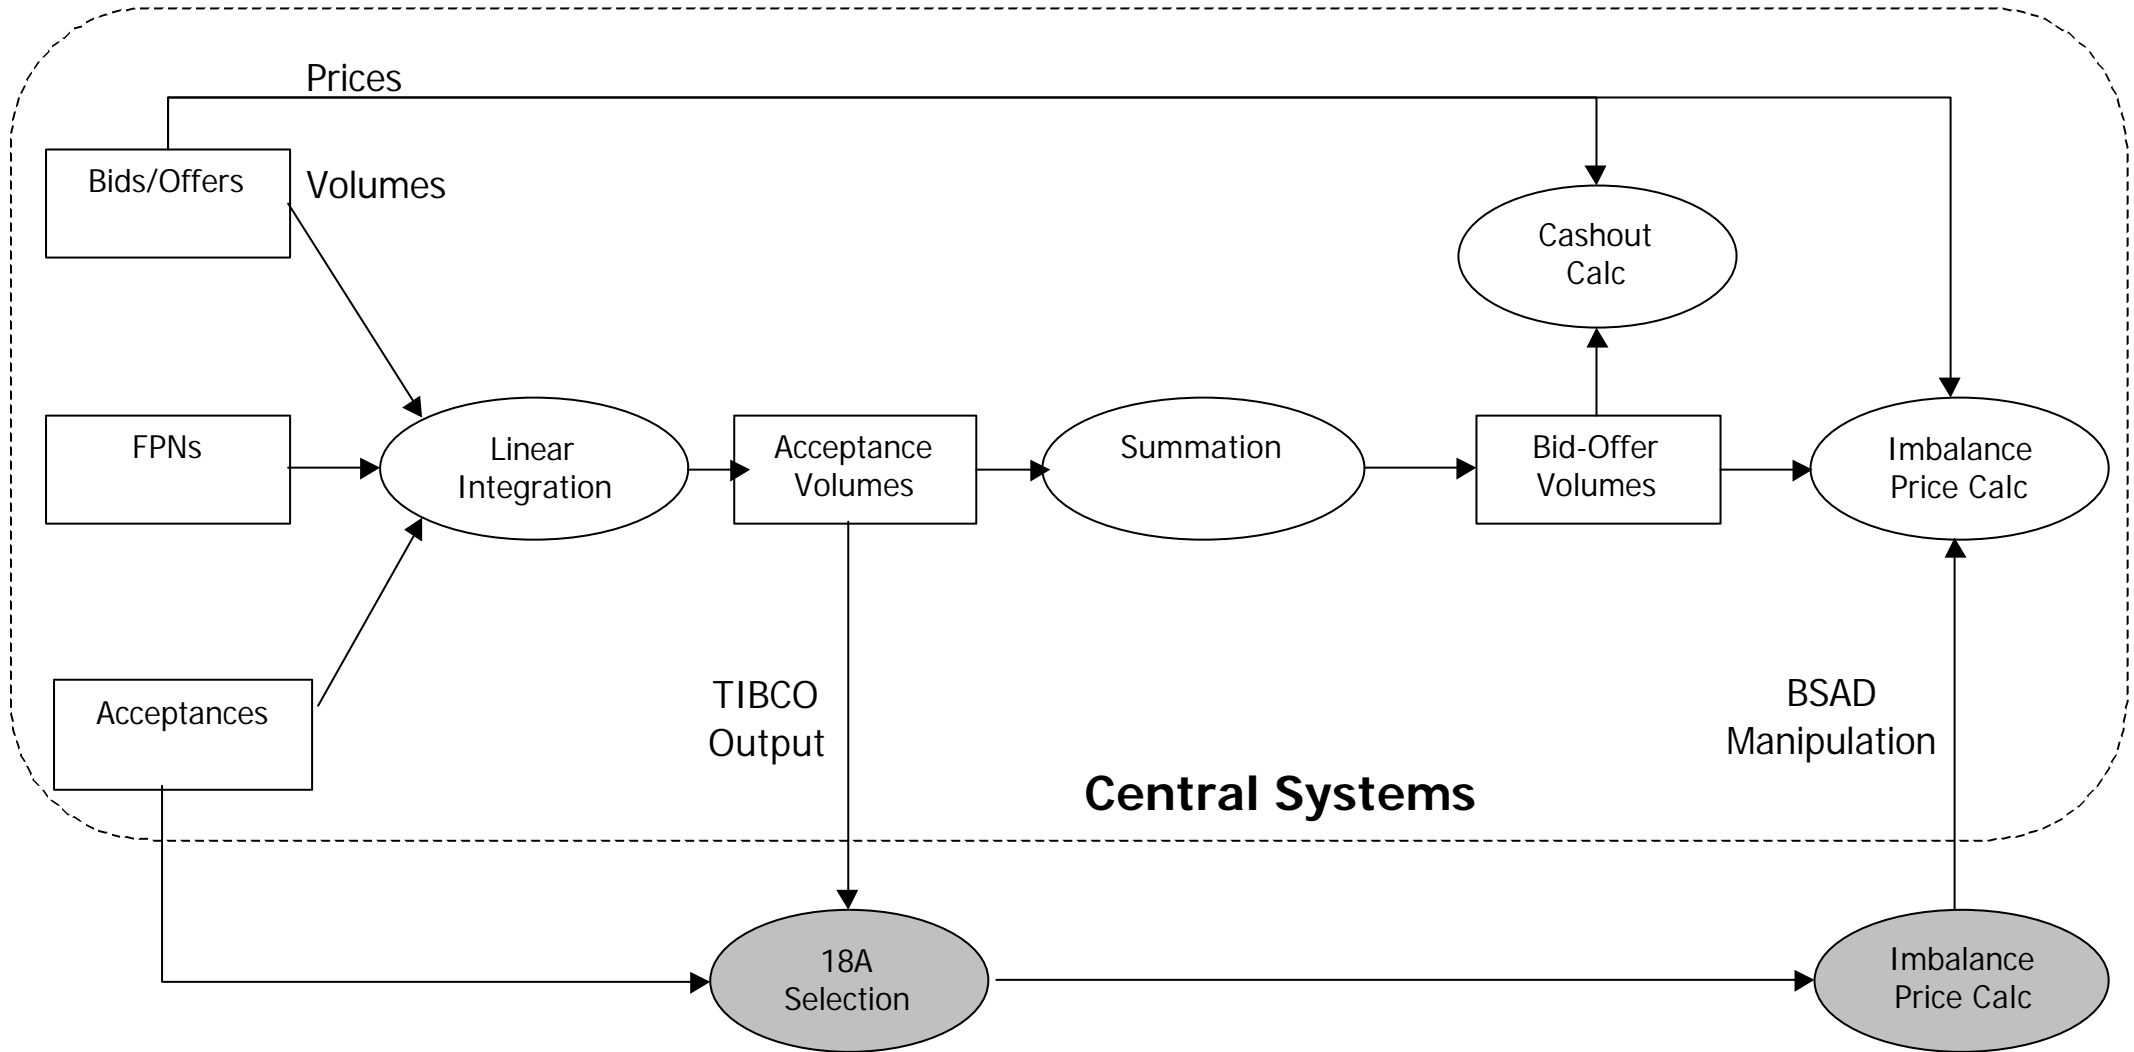 Prices
Bids/Offers
Volumes
Cashout
Calc
FPNs
Linear
Integration
Acceptance
Volumes
Summation
Bid-Offer
Volumes
Imbalance
Price Calc
Acceptances
TIBCO
Output
BSAD
Manipulation
Central Systems
18A
Selection
Imbalance
Price Calc